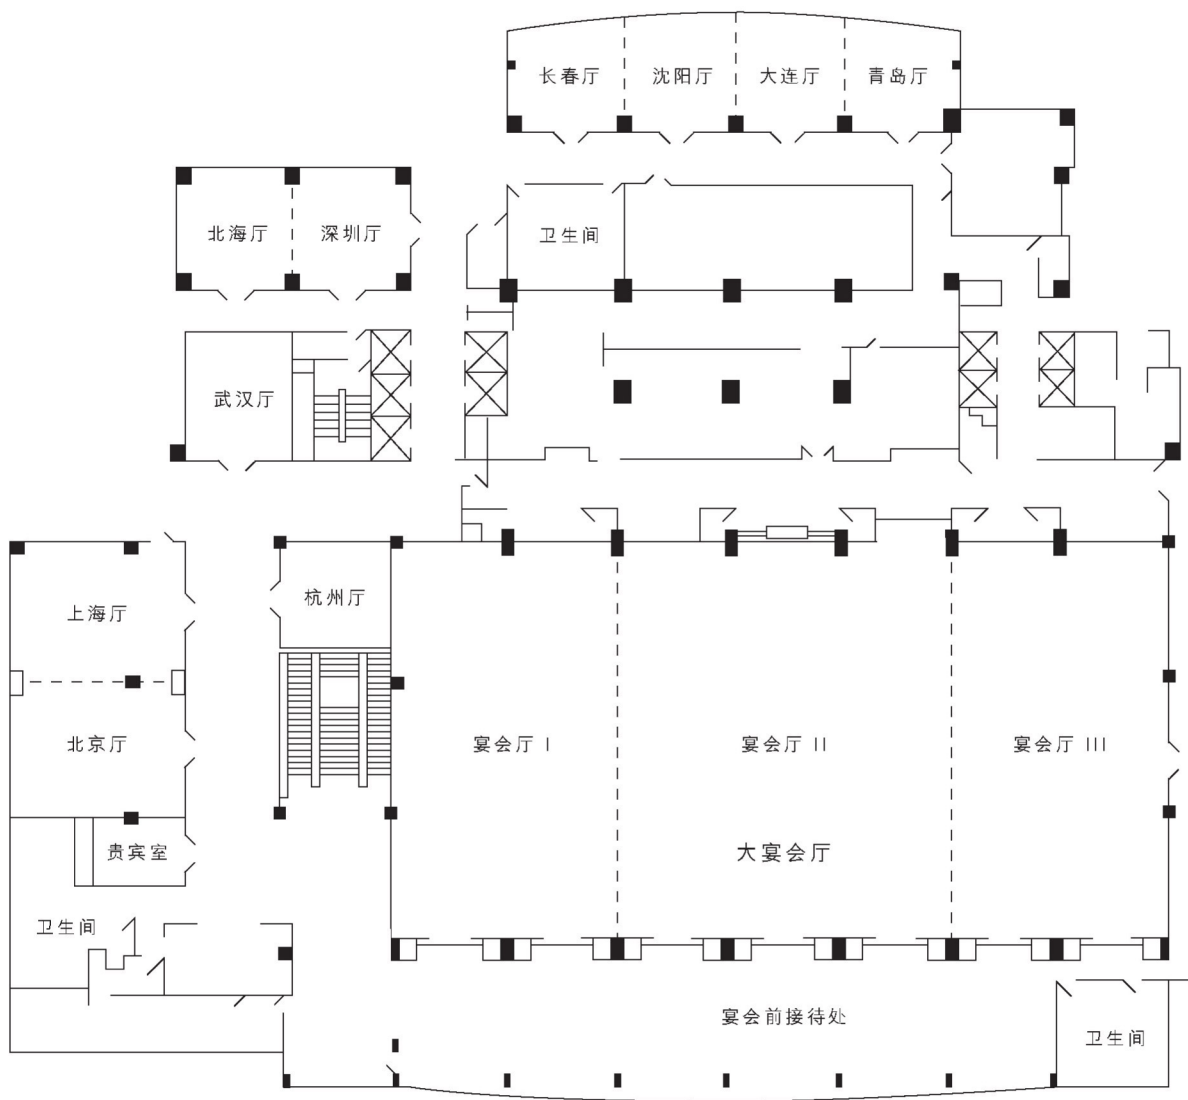 长春厅
沈阳厅
大连厅
青岛厅
北海厅
深圳厅
卫生间
武汉厅
上海厅
杭州厅
北京厅
宴会厅 I
宴会厅 II
宴会厅 III
贵宾室
大宴会厅
卫生间
宴会前接待处
卫生间